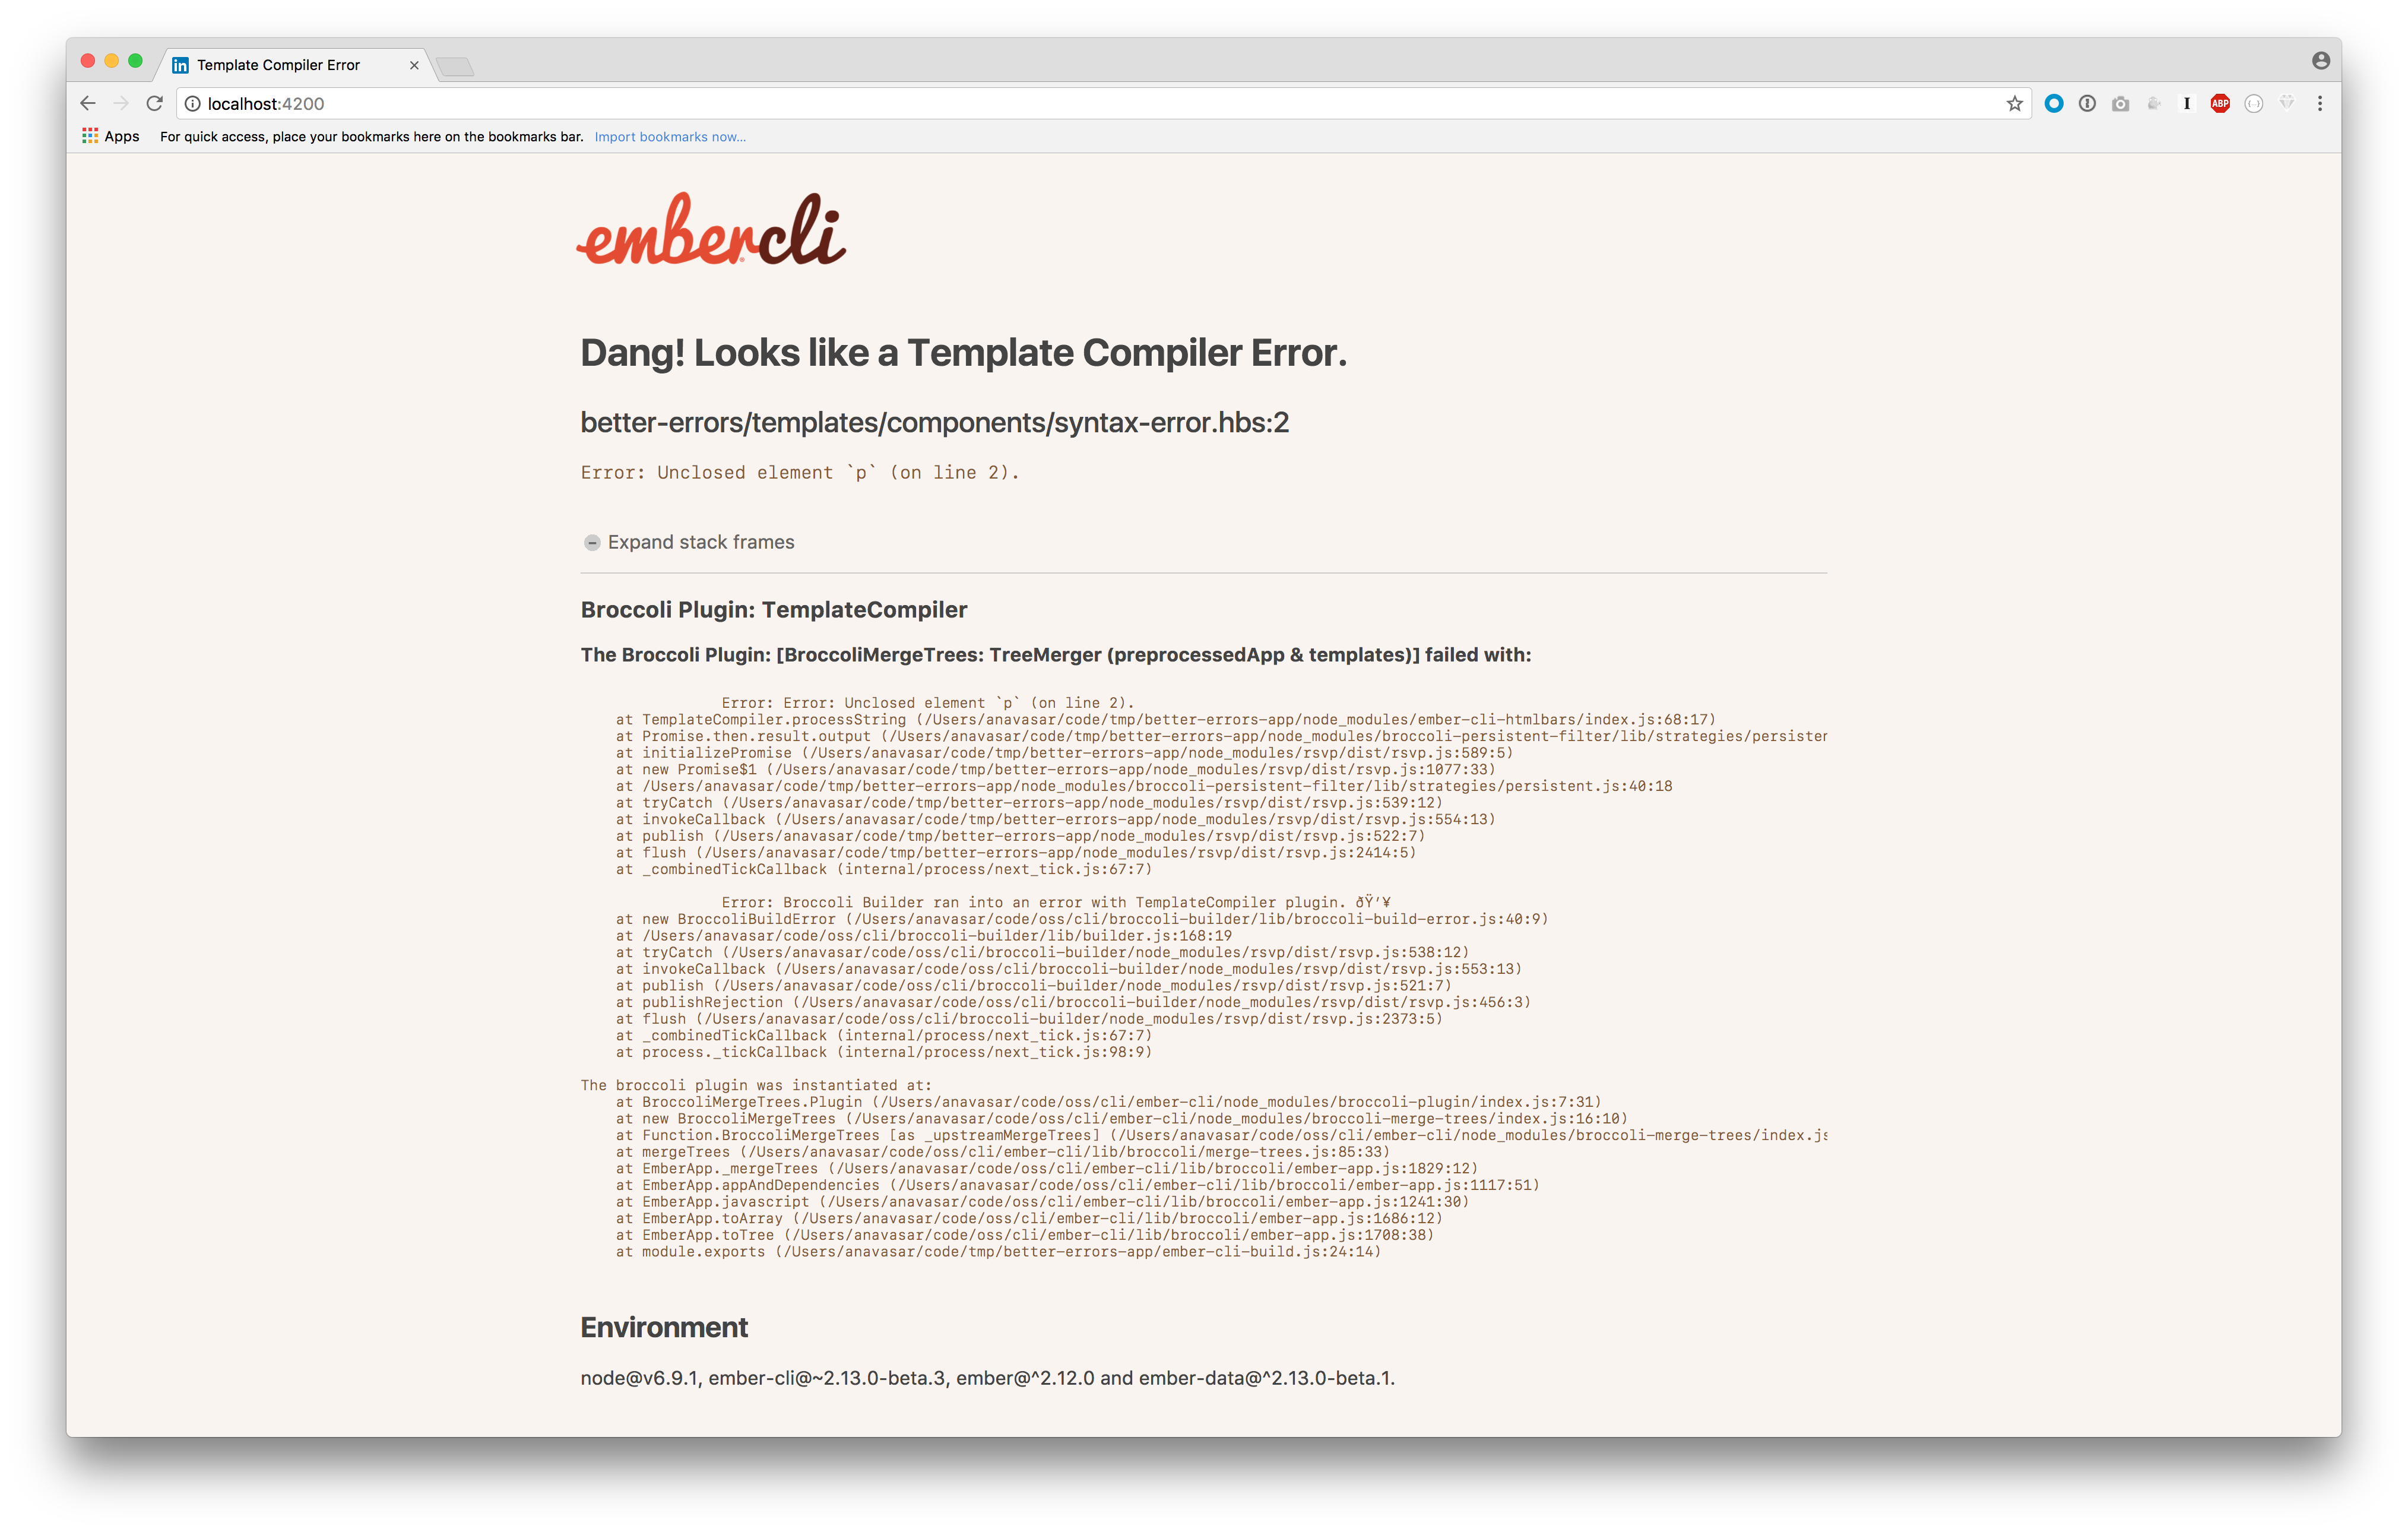 Template Compiler Error
localhost:4200
ABP
Apps For quick access, place your bookmarks here on the bookmarks bar. Import bookmarks now...
embercli
Dang! Looks like a Template Compiler Error.
better-errors/templates/components/syntax-error.hbs:2
Error: Unclosed element `p` (on line 2).
Expand stack frames
Broccoli Plugin: TemplateCompiler
The Broccoli Plugin: [BroccoliMergeTrees: TreeMerger (preprocessedApp & templates)] failed with:
Error: Error: Unclosed element `p` (on line 2).
at TemplateCompiler.processString (/Users/anavasar/code/tmp/better-errors-app/node_modules/ember-cli-htmlbars/index.js:68:17)
at Promise.then.result.output (/Users/anavasar/code/tmp/better-errors-app/node_modules/broccoli-persistent-filter/lib/strategies/persister
at initializePromise (/Users/anavasar/code/tmp/better-errors-app/node_modules/rsvp/dist/rsvp.js:589:5)
at new Promise$1 (/Users/anavasar/code/tmp/better-errors-app/node_modules/rsvp/dist/rsvp.js:1077:33)
at /Users/anavasar/code/tmp/better-errors-app/node_modules/broccoli-persistent-filter/lib/strategies/persistent.js:40:18
at tryCatch (/Users/anavasar/code/tmp/better-errors-app/node_modules/rsvp/dist/rsvp.js:539:12)
at invokeCallback (/Users/anavasar/code/tmp/better-errors-app/node_modules/rsvp/dist/rsvp.js:554:13)
at publish (/Users/anavasar/code/tmp/better-errors-app/node_modules/rsvp/dist/rsvp.js:522:7)
at flush (/Users/anavasar/code/tmp/better-errors-app/node_modules/rsvp/dist/rsvp.js:2414:5)
at _combinedTickCallback (internal/process/next_tick.js:67:7)
Error: Broccoli Builder ran into an error with TemplateCompiler plugin. ðŸ’¥
at new BroccoliBuildError (/Users/anavasar/code/oss/cli/broccoli-builder/lib/broccoli-build-error.js:40:9)
at /Users/anavasar/code/oss/cli/broccoli-builder/lib/builder.js:168:19
at tryCatch (/Users/anavasar/code/oss/cli/broccoli-builder/node_modules/rsvp/dist/rsvp.js:538:12)
at invokeCallback (/Users/anavasar/code/oss/cli/broccoli-builder/node_modules/rsvp/dist/rsvp.js:553:13)
at publish (/Users/anavasar/code/oss/cli/broccoli-builder/node_modules/rsvp/dist/rsvp.js:521:7)
at publishRejection (/Users/anavasar/code/oss/cli/broccoli-builder/node_modules/rsvp/dist/rsvp.js:456:3)
at flush (/Users/anavasar/code/oss/cli/broccoli-builder/node_modules/rsvp/dist/rsvp.js:2373:5)
at _combinedTickCallback (internal/process/next_tick.js:67:7)
at process._tickCallback (internal/process/next_tick.js:98:9)
The broccoli plugin was instantiated at:
at BroccoliMergeTrees.Plugin (/Users/anavasar/code/oss/cli/ember-cli/node_modules/broccoli-plugin/index.js:7:31)
at new BroccoliMergeTrees (/Users/anavasar/code/oss/cli/ember-cli/node_modules/broccoli-merge-trees/index.js:16:10)
at Function.BroccoliMergeTrees [as _upstreamMergeTrees] (/Users/anavasar/code/oss/cli/ember-cli/node_modules/broccoli-merge-trees/index.js
at mergeTrees (/Users/anavasar/code/oss/cli/ember-cli/lib/broccoli/merge-trees.js:85:33)
at EmberApp._mergeTrees (/Users/anavasar/code/oss/cli/ember-cli/lib/broccoli/ember-app.js:1829:12)
at EmberApp.appAndDependencies (/Users/anavasar/code/oss/cli/ember-cli/lib/broccoli/ember-app.js:1117:51)
at EmberApp.javascript (/Users/anavasar/code/oss/cli/ember-cli/lib/broccoli/ember-app.js:1241:30)
at EmberApp.toArray (/Users/anavasar/code/oss/cli/ember-cli/lib/broccoli/ember-app.js:1686:12)
at EmberApp.toTree (/Users/anavasar/code/oss/cli/ember-cli/lib/broccoli/ember-app.js:1708:38)
at module.exports (/Users/anavasar/code/tmp/better-errors-app/ember-cli-build.js:24:14)
Environment
node@v6.9.1, ember-cli@~2.13.0-beta.3, ember@^2.12.0 and ember-data@^2.13.0-beta.1.